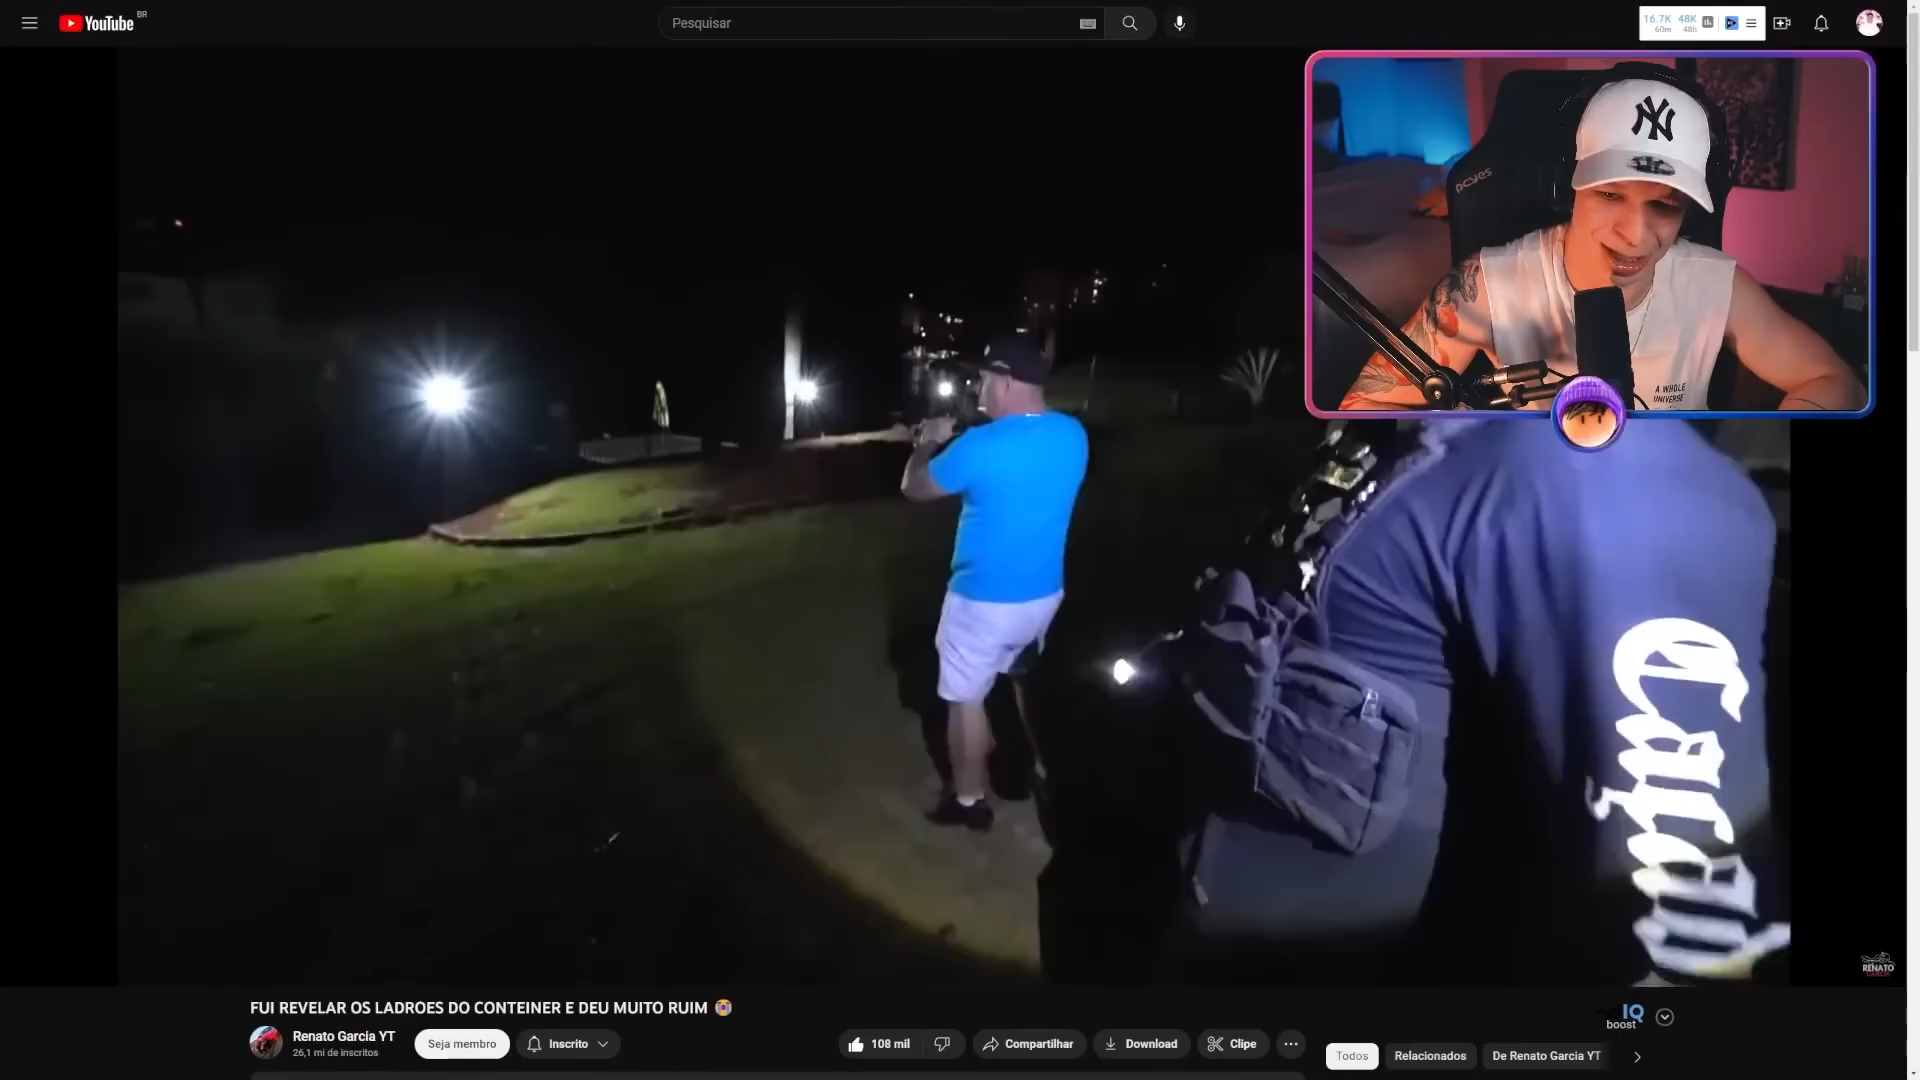 YouTube BR
Pesquisar
16.7K 48K
60m 48h
NY
pcyes
A WHOLE
UNIVERSE
RENATO
GARCIA
FUI REVELAR OS LADROES DO CONTEINER E DEU MUITO RUIM 😭
IQ
boost
Renato Garcia YT
26,1 mi de inscritos
Seja membro
Inscrito
108 mil
Compartilhar
Download
Clipe
Todos
Relacionados
De Renato Garcia YT